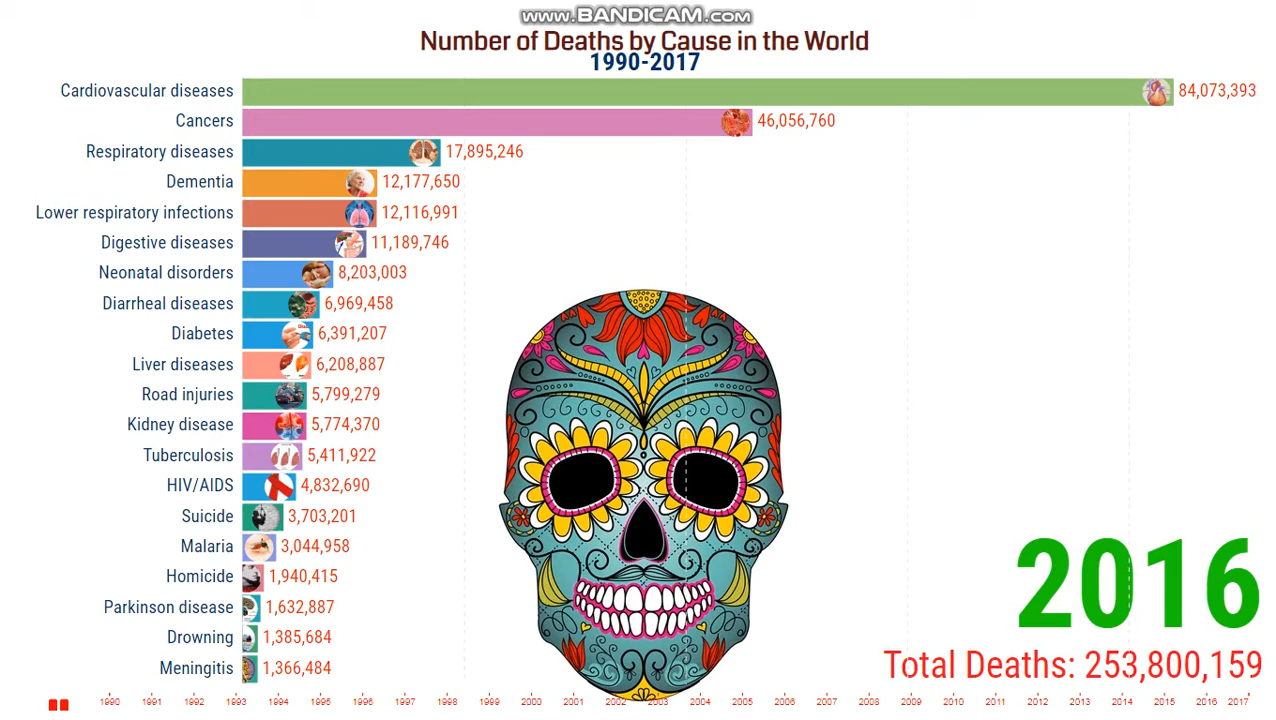 www.BANDICAM.com
Number of Deaths by Cause in the World
1990-2017
Cardiovascular diseases 84,073,393
Cancers 46,056,760
Respiratory diseases 17,895,246
Dementia 12,177,650
Lower respiratory infections 12,116,991
Digestive diseases 11,189,746
Neonatal disorders 8,203,003
Diarrheal diseases 6,969,458
Diabetes 6,391,207
Liver diseases 6,208,887
Road injuries 5,799,279
Kidney disease 5,774,370
Tuberculosis 5,411,922
HIV/AIDS 4,832,690
Suicide 3,703,201
Malaria 3,044,958
Homicide 1,940,415
Parkinson disease 1,632,887
Drowning 1,385,684
Meningitis 1,366,484
2016
Total Deaths: 253,800,159
1990 1991 1992 1993 1994 1995 1996 1997 1998 1999 2000 2001 2002 2003 2004 2005 2006 2007 2008 2009 2010 2011 2012 2013 2014 2015 2016 2017